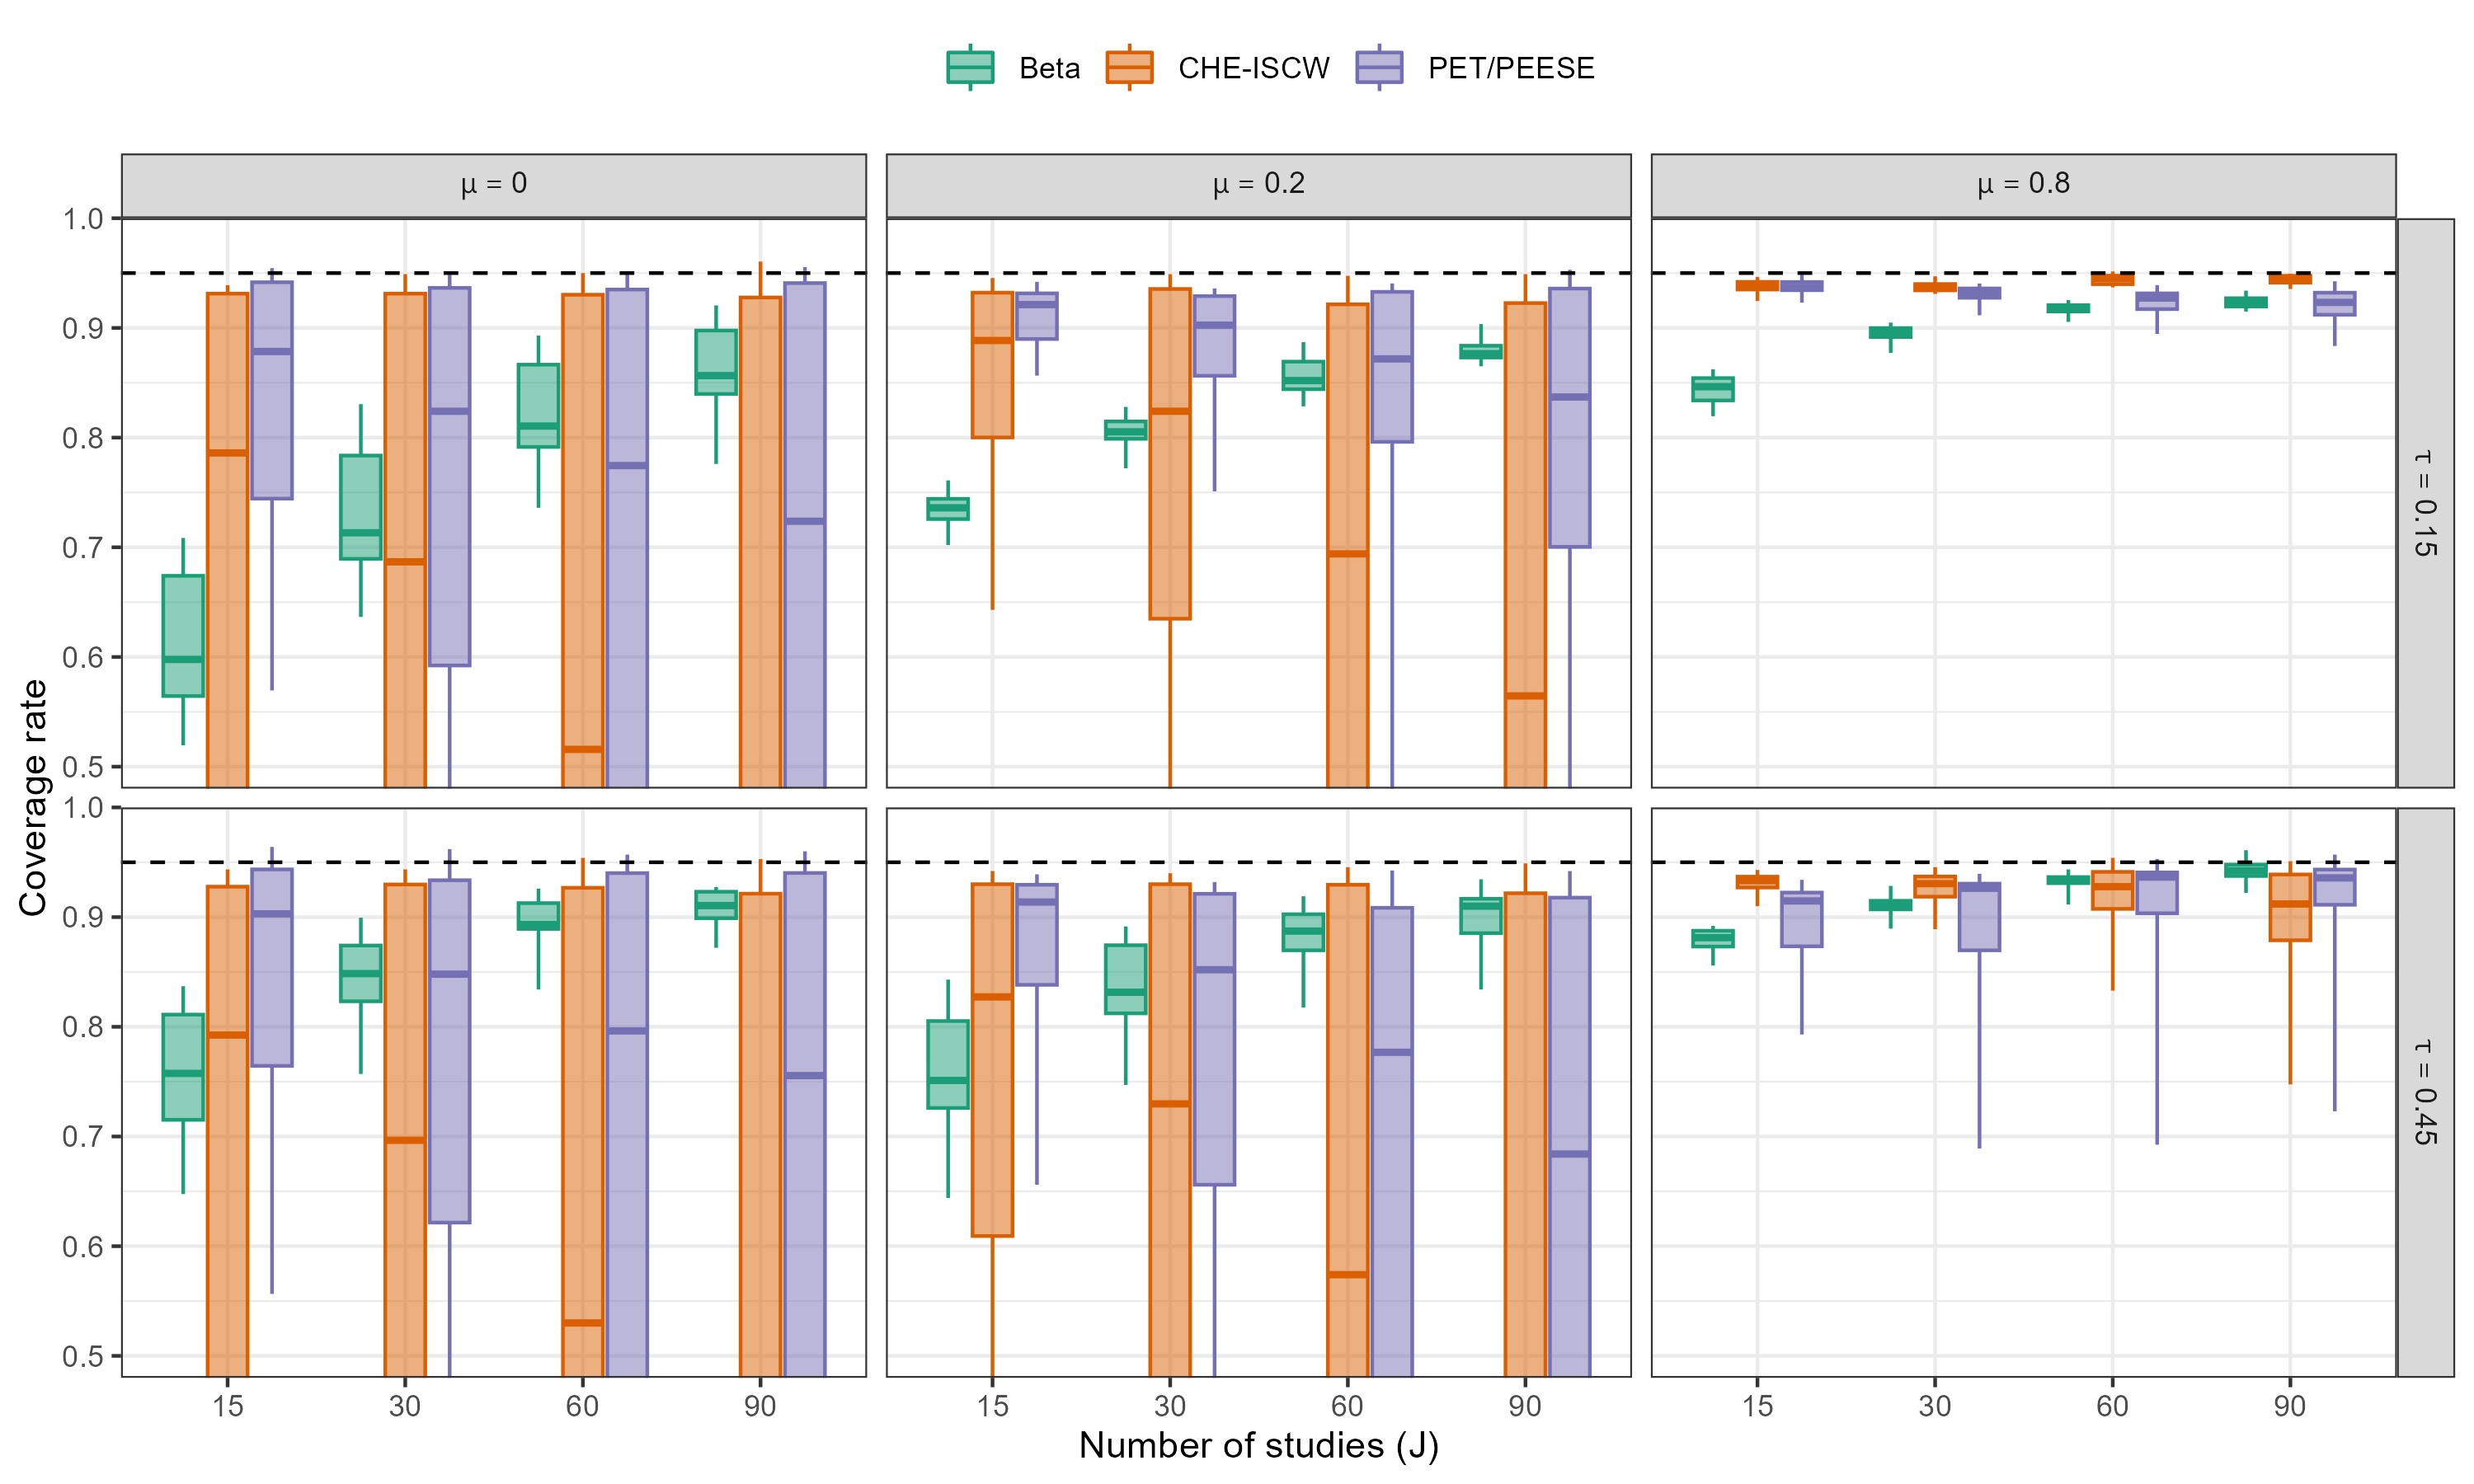 Beta CHE-ISCW PET/PEESE
μ = 0 μ = 0.2 μ = 0.8
1.0
0.9
0.8
0.7
0.6
0.5
τ = 0.15
Coverage rate
1.0
0.9
0.8
0.7
0.6
0.5
τ = 0.45
15 30 60 90 15 30 60 90 15 30 60 90
Number of studies (J)